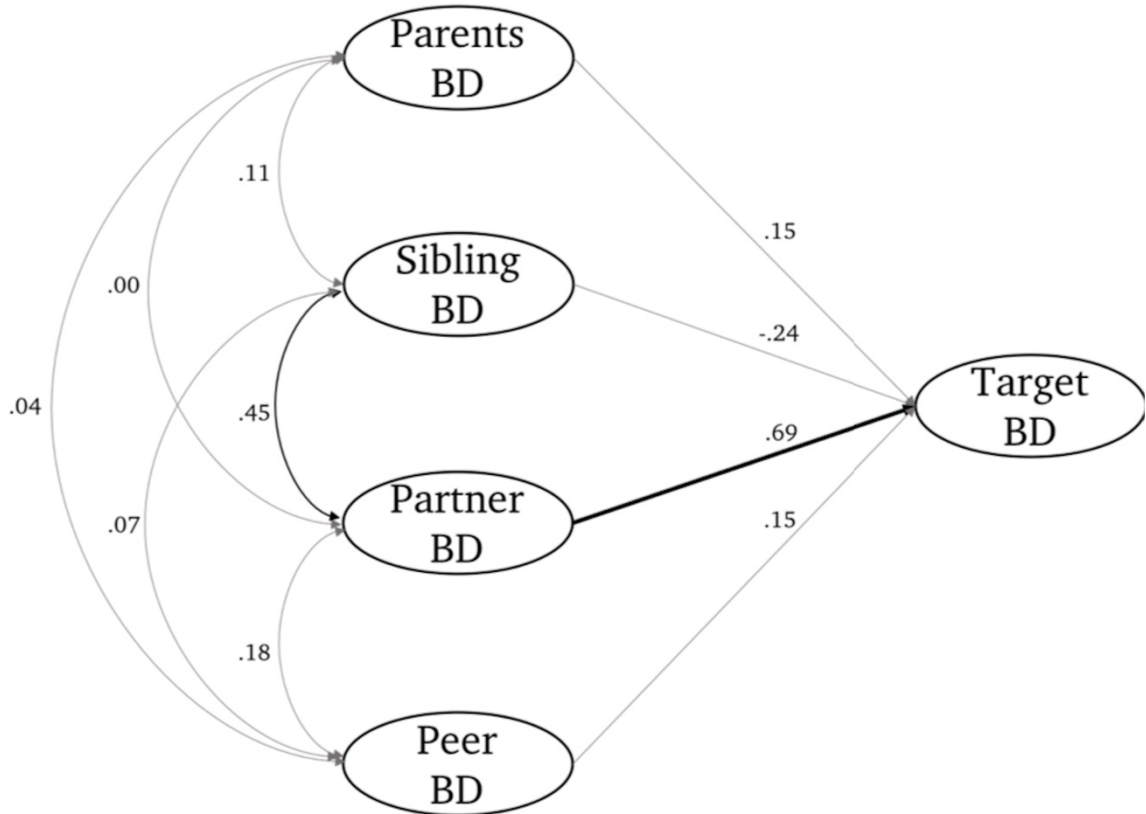 Parents
BD
.11
.15
Sibling
BD
.00
-.24
Target
BD
.04
.45
.69
Partner
BD
.07
.15
.18
Peer
BD